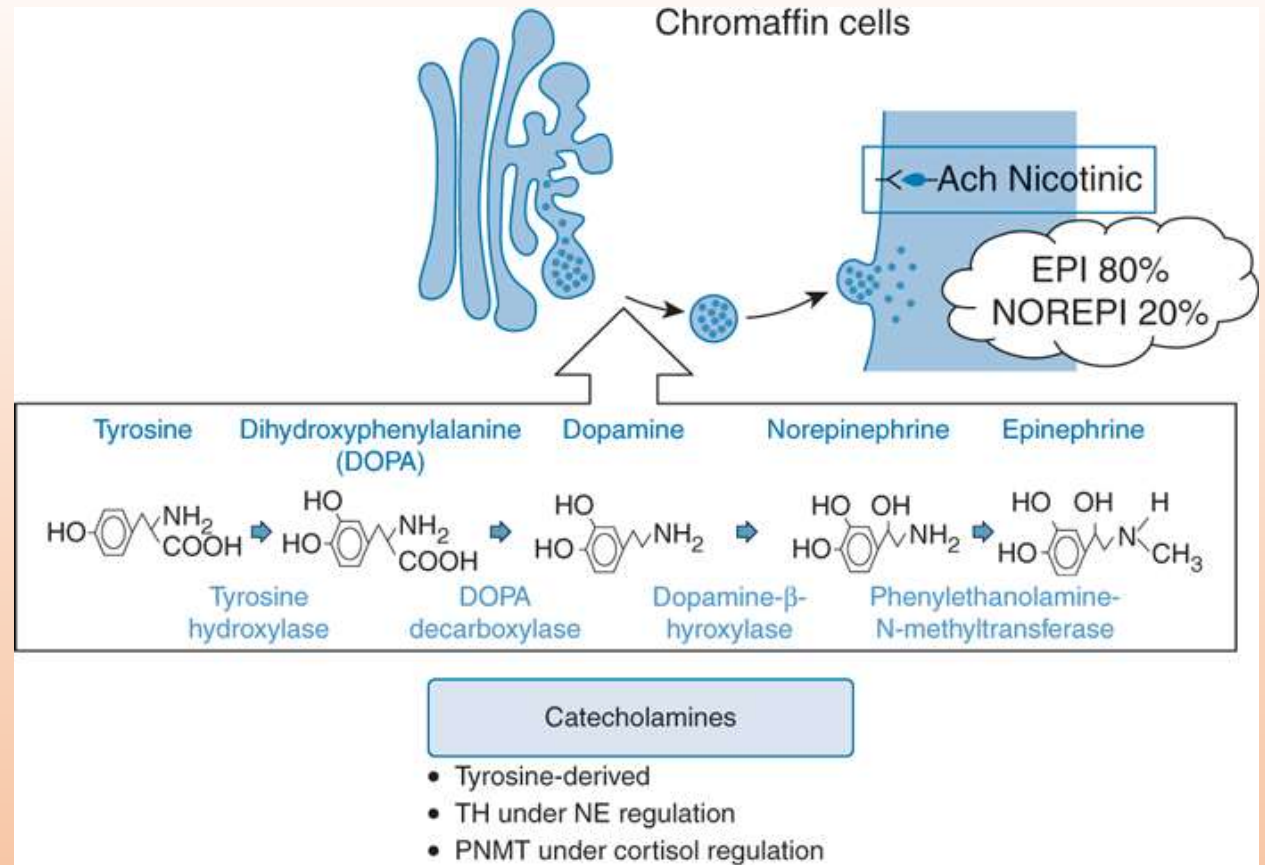 Chromaffin cells
Ach Nicotinic
EPI 80%
NOREPI 20%
Tyrosine Dihydroxyphenylalanine Dopamine Norepinephrine Epinephrine
(DOPA)
HO NH2 COOH HO HO NH2 COOH HO HO NH2 HO OH HO NH2 HO OH HO N H CH3
Tyrosine DOPA Dopamine-β- Phenylethanolamine-
hydroxylase decarboxylase hyroxylase N-methyltransferase
Catecholamines
• Tyrosine-derived
• TH under NE regulation
• PNMT under cortisol regulation